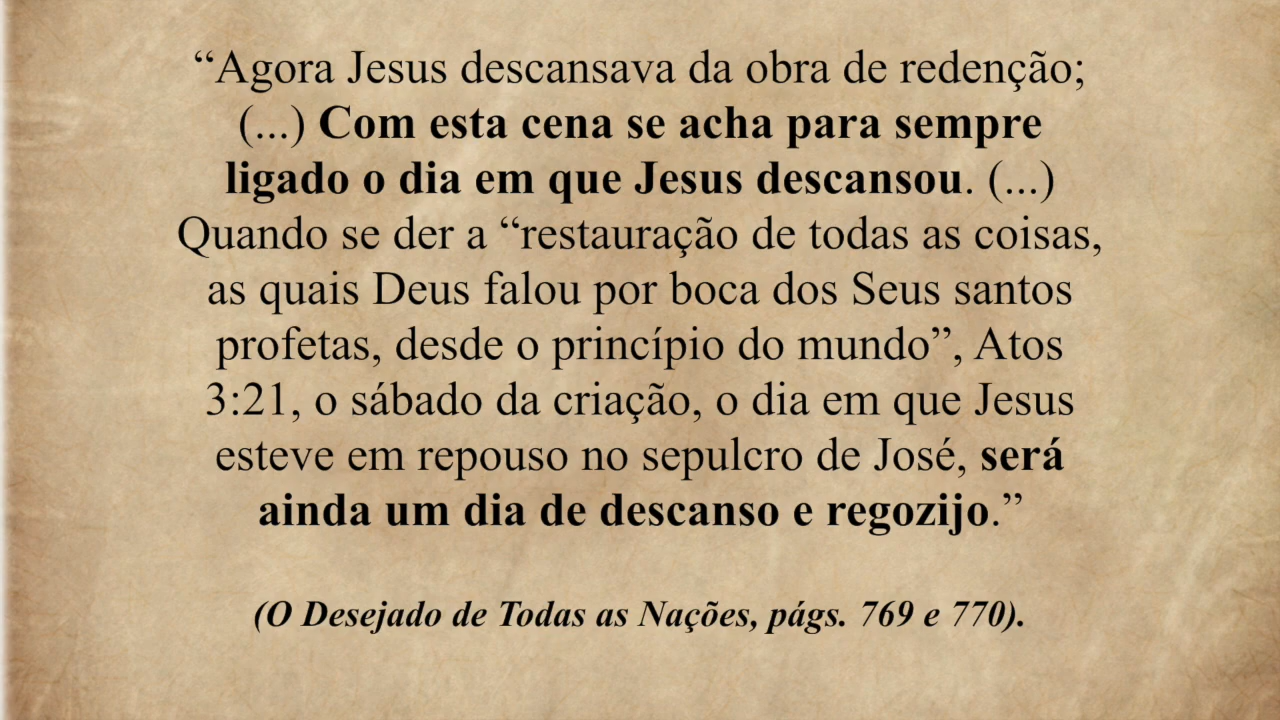 “Agora Jesus descansava da obra de redenção;
(...) Com esta cena se acha para sempre
ligado o dia em que Jesus descansou. (...)
Quando se der a “restauração de todas as coisas,
as quais Deus falou por boca dos Seus santos
profetas, desde o princípio do mundo”, Atos
3:21, o sábado da criação, o dia em que Jesus
esteve em repouso no sepulcro de José, será
ainda um dia de descanso e regozijo.”
(O Desejado de Todas as Nações, págs. 769 e 770).